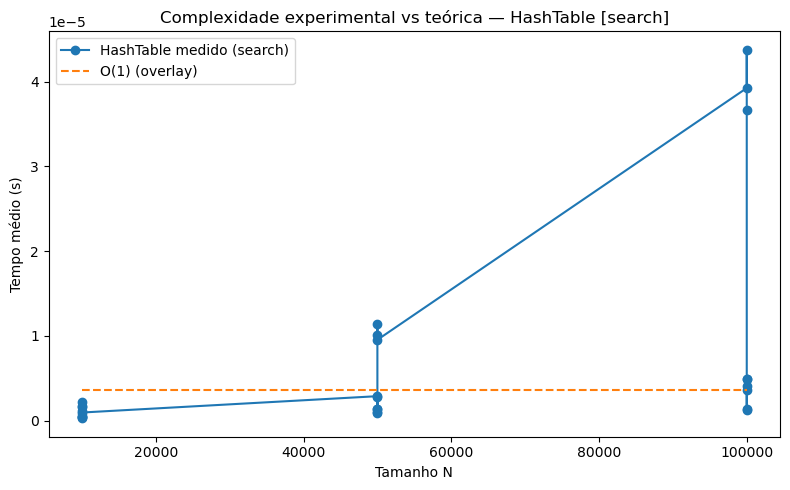 Complexidade experimental vs teórica — HashTable [search]
1e−5
HashTable medido (search)
O(1) (overlay)
4
3
2
1
0
Tempo médio (s)
20000 40000 60000 80000 100000
Tamanho N